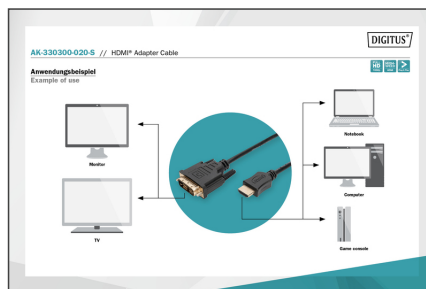 DIGITUS®
AK-330300-020-S // HDMI® Adapter Cable
Anwendungsbeispiel
Example of use
Monitor
TV
Notebook
Computer
Game console